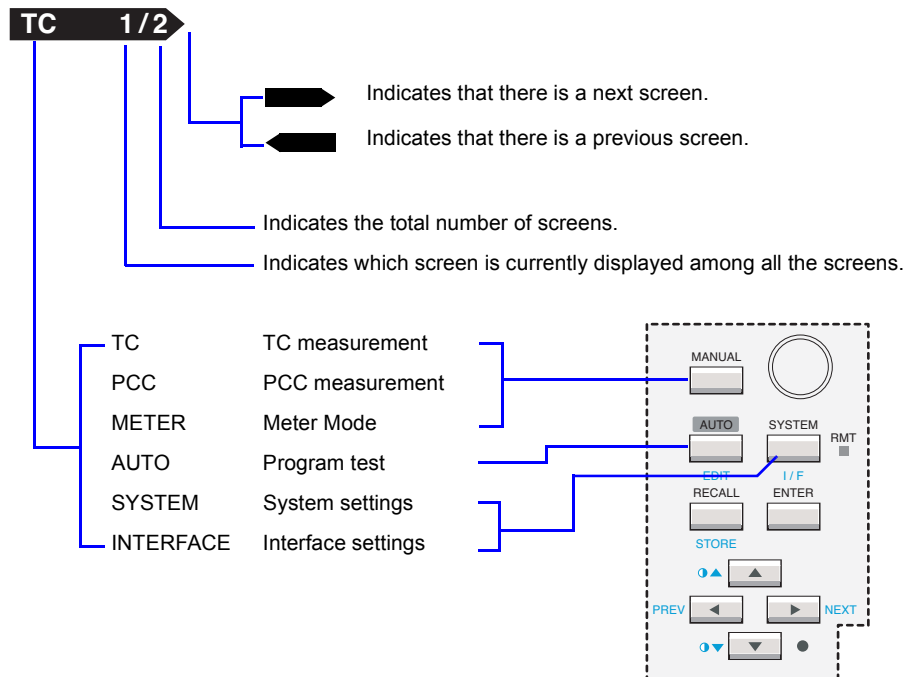 TC 1/2
Indicates that there is a next screen.
Indicates that there is a previous screen.
Indicates the total number of screens.
Indicates which screen is currently displayed among all the screens.
TC TC measurement
PCC PCC measurement
METER Meter Mode
AUTO Program test
SYSTEM System settings
INTERFACE Interface settings
MANUAL
AUTO SYSTEM
RMT
EDIT I / F
RECALL ENTER
STORE
PREV NEXT